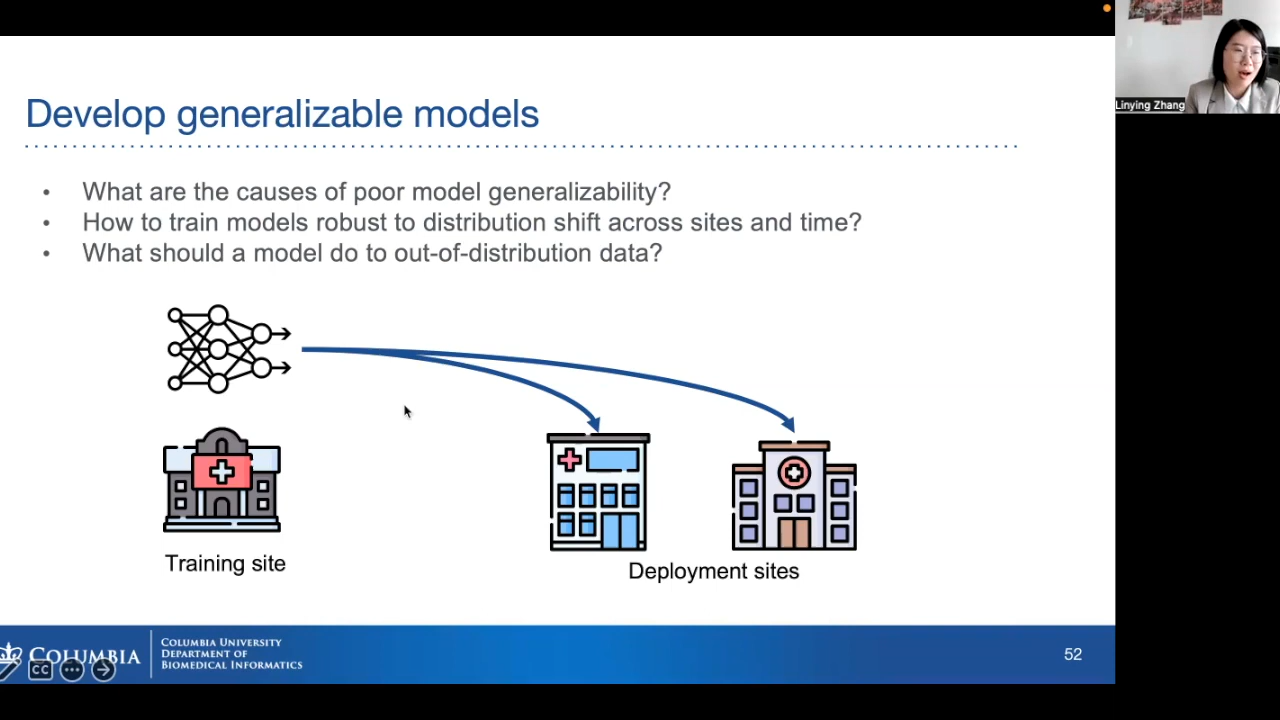 Linying Zhang
Develop generalizable models
• What are the causes of poor model generalizability?
• How to train models robust to distribution shift across sites and time?
• What should a model do to out-of-distribution data?
Training site
Deployment sites
COLUMBIA
COLUMBIA UNIVERSITY
DEPARTMENT OF
BIOMEDICAL INFORMATICS
CC
52